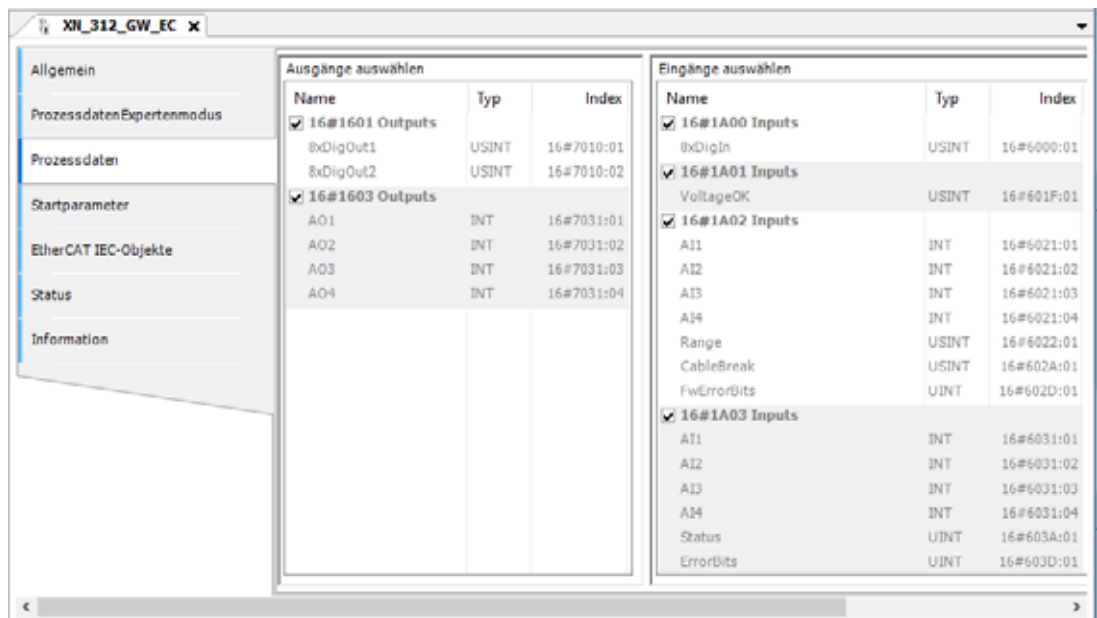 XN_312_GW_EC
Allgemein
ProzessdatenExpertenmodus
Prozessdaten
Startparameter
EtherCAT IEC-Objekte
Status
Information
Ausgänge auswählen
Name Typ Index
16#1601 Outputs
8xDigOut1 USINT 16#7010:01
8xDigOut2 USINT 16#7010:02
16#1603 Outputs
AO1 INT 16#7031:01
AO2 INT 16#7031:02
AO3 INT 16#7031:03
AO4 INT 16#7031:04
Eingänge auswählen
Name Typ Index
16#1A00 Inputs
8xDigIn USINT 16#6000:01
16#1A01 Inputs
VoltageOK USINT 16#601F:01
16#1A02 Inputs
AI1 INT 16#6021:01
AI2 INT 16#6021:02
AI3 INT 16#6021:03
AI4 INT 16#6021:04
Range USINT 16#6022:01
CableBreak USINT 16#602A:01
FwErrorBits UINT 16#602D:01
16#1A03 Inputs
AI1 INT 16#6031:01
AI2 INT 16#6031:02
AI3 INT 16#6031:03
AI4 INT 16#6031:04
Status UINT 16#603A:01
ErrorBits UINT 16#603D:01